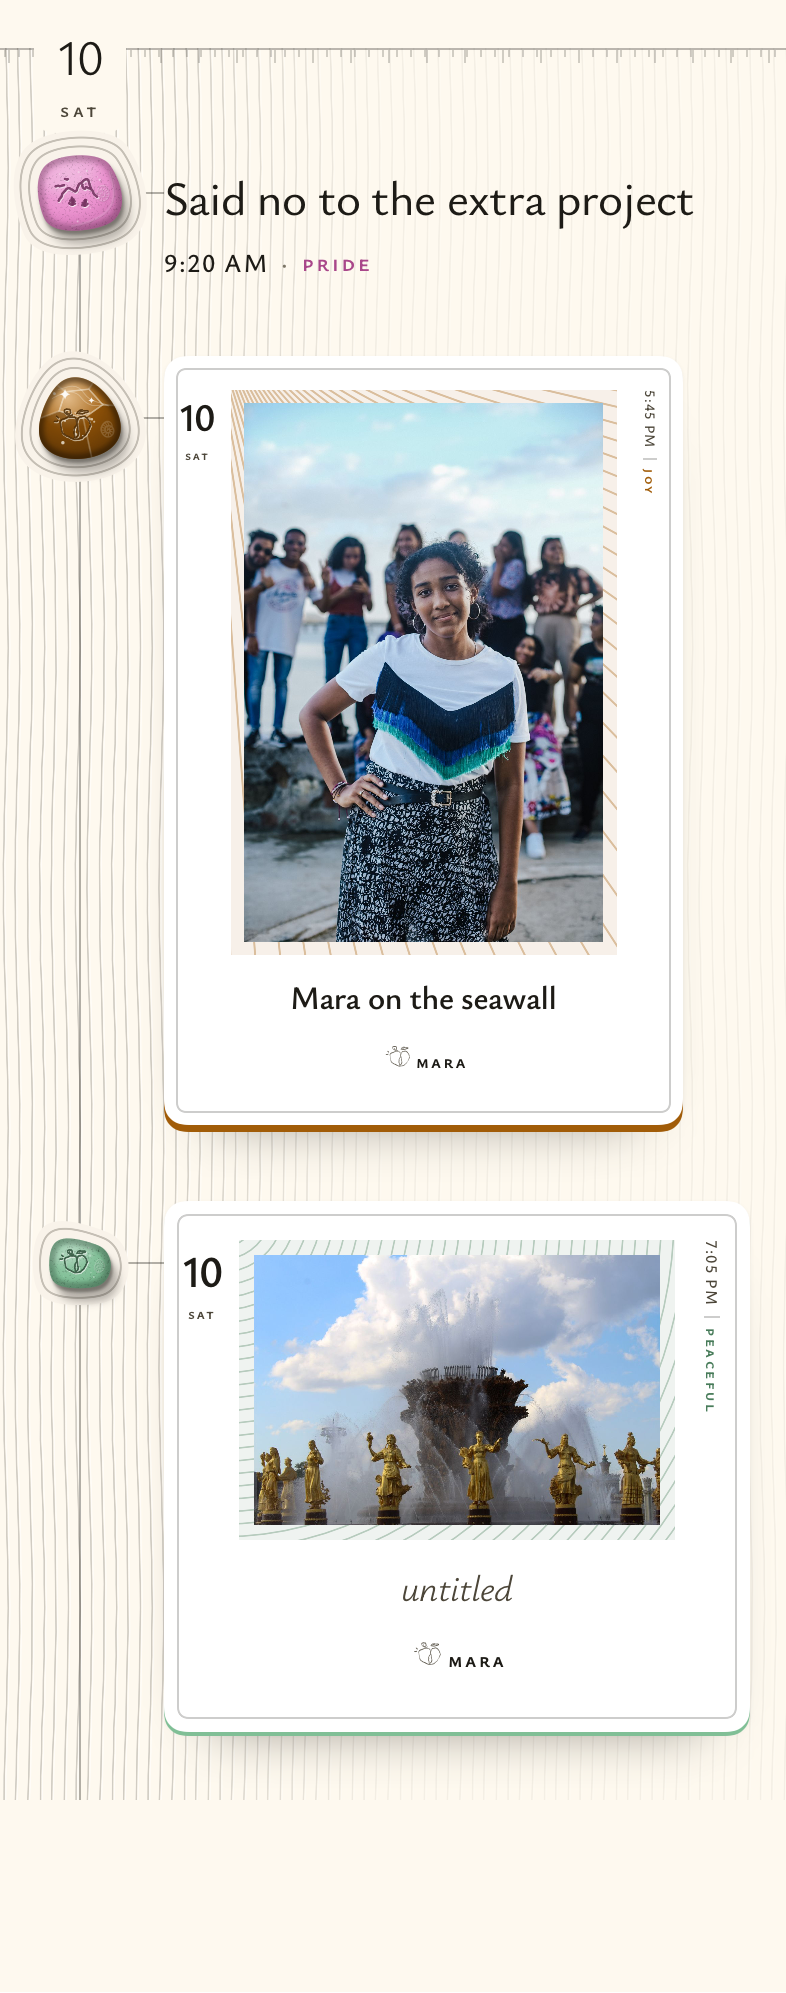 10
SAT
Said no to the extra project
9:20 AM · PRIDE
10
SAT
5:45 PM | JOY
Mara on the seawall
MARA
10
SAT
7:05 PM | PEACEFUL
untitled
MARA